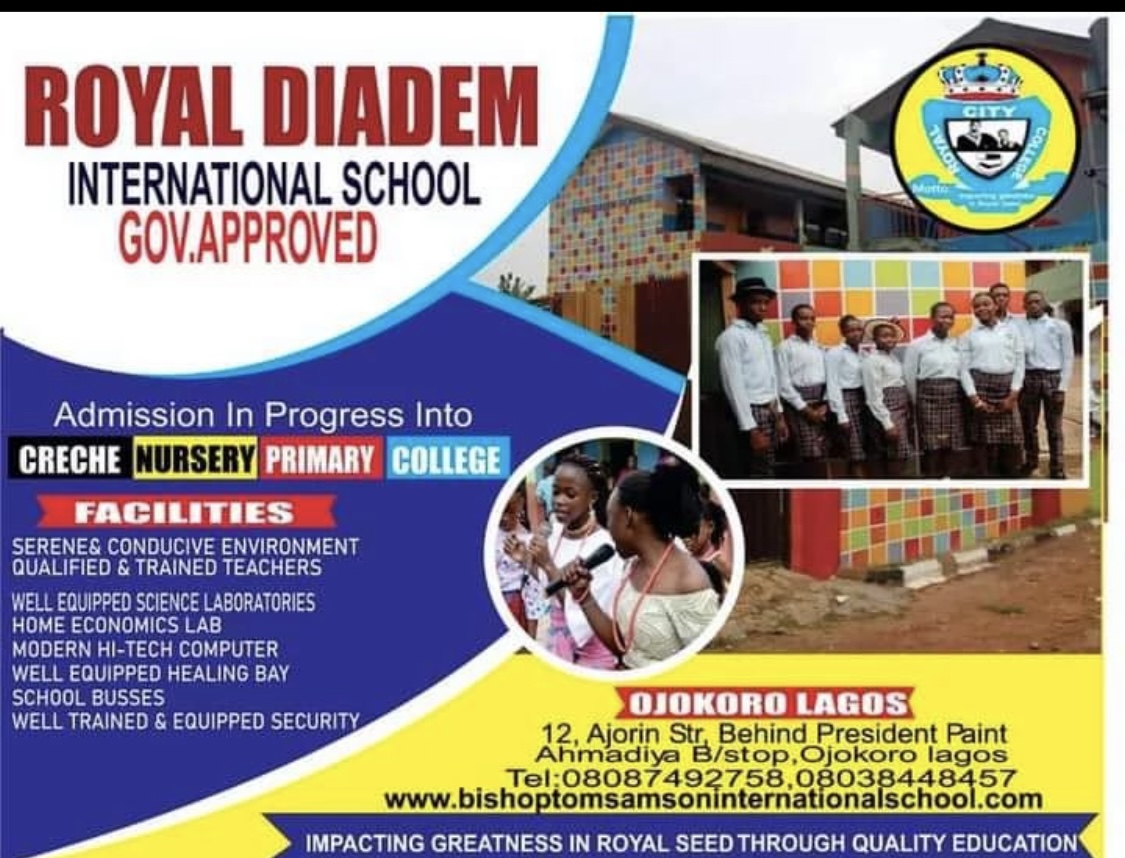 ROYAL DIADEM
INTERNATIONAL SCHOOL
GOV.APPROVED
ROYAL CITY COLLEGE
Motto:
Admission In Progress Into
CRECHE NURSERY PRIMARY COLLEGE
FACILITIES
SERENE& CONDUCIVE ENVIRONMENT
QUALIFIED & TRAINED TEACHERS
WELL EQUIPPED SCIENCE LABORATORIES
HOME ECONOMICS LAB
MODERN HI-TECH COMPUTER
WELL EQUIPPED HEALING BAY
SCHOOL BUSSES
WELL TRAINED & EQUIPPED SECURITY
OJOKORO LAGOS
12, Ajorin Str, Behind President Paint
Ahmadiya B/stop,Ojokoro lagos
Tel:08087492758,08038448457
www.bishoptomsamsoninternationalschool.com
IMPACTING GREATNESS IN ROYAL SEED THROUGH QUALITY EDUCATION